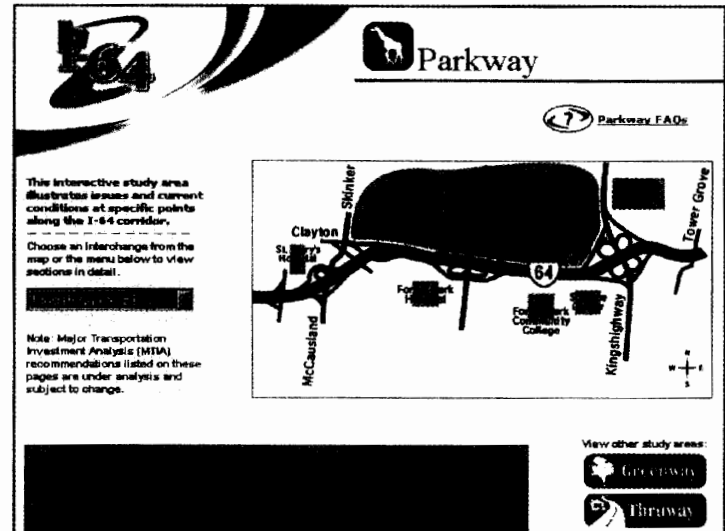 I-64
Parkway
Parkway FAQs
This interactive study area
illustrates issues and current
conditions at specific points
along the I-64 corridor.
Choose an interchange from the
map or the menu below to view
sections in detail.
Note: Major Transportation
Investment Analysis (MTIA)
recommendations listed on these
pages are under analysis and
subject to change.
Skinker
Tower Grove
Clayton
St. Mary's
Hospital
64
Community
College
McCausland
Kingshighway
N
W E
S
View other study areas:
Greenway
Thruway